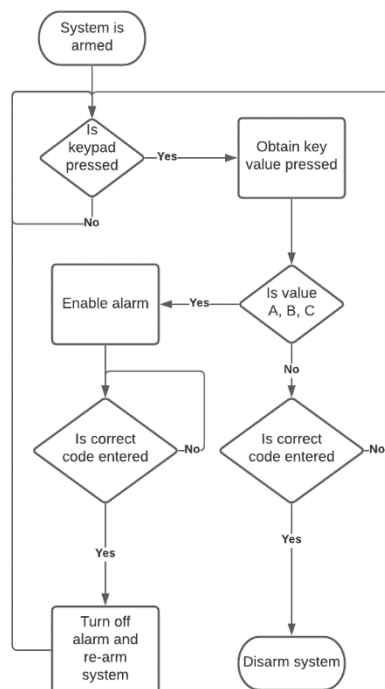 System is
armed
Is
keypad
pressed
Yes
Obtain key
value pressed
No
Enable alarm
Yes
Is value
A, B, C
No
Is correct
code entered
No
Is correct
code entered
No
Yes
Yes
Turn off
alarm and
re-arm
system
Disarm system